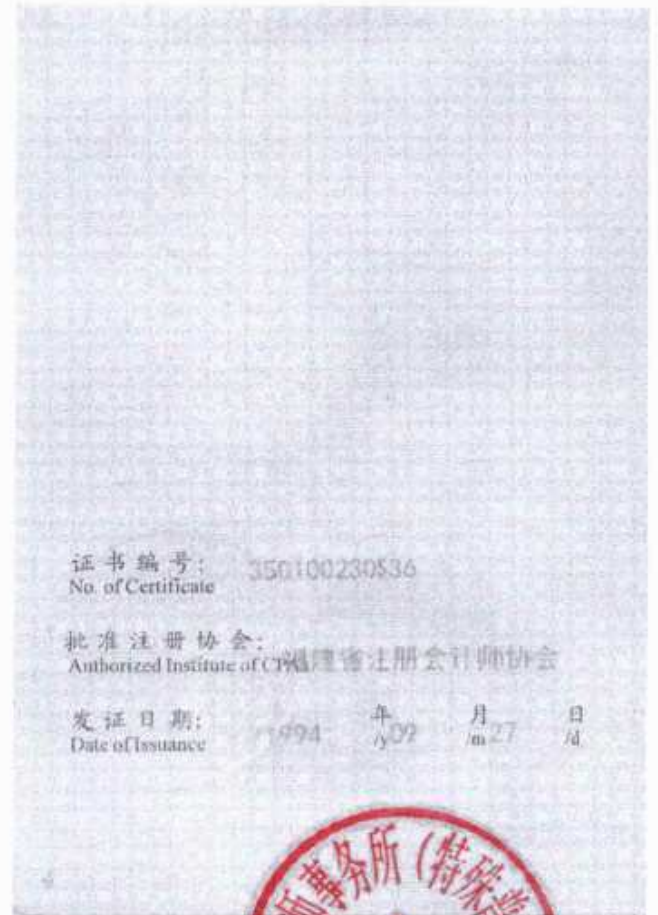 证书编号: 350100230536
No. of Certificate
批准注册协会: 福建省注册会计师协会
Authorized Institute of CPAs
发证日期: 1994 年 09 月 27 日
Date of Issuance /y /m /d
事务所（特殊普